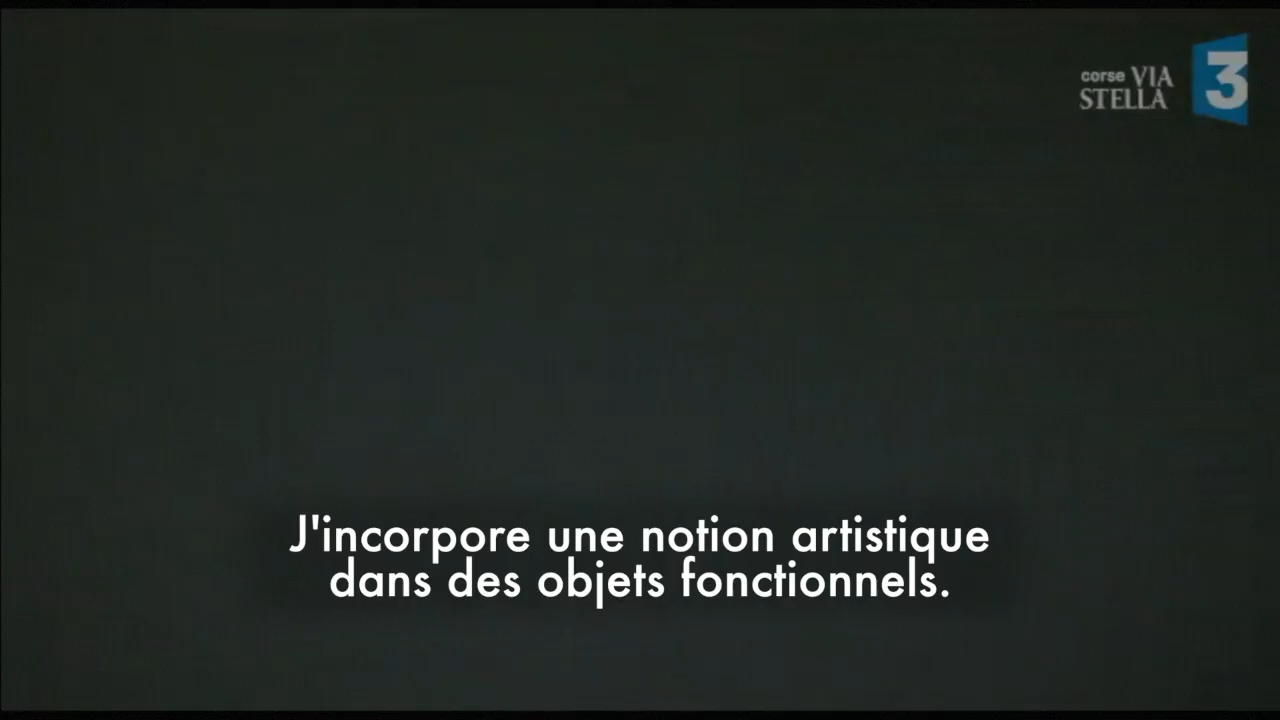 corse VIA
STELLA
3
J'incorpore une notion artistique
dans des objets fonctionnels.